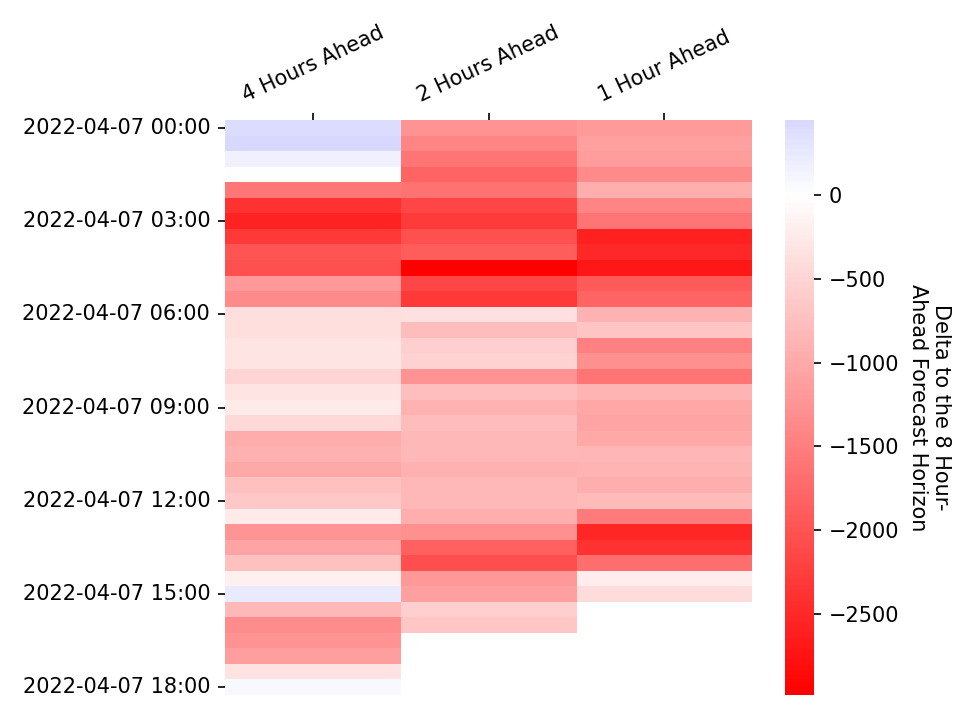 4 Hours Ahead
2 Hours Ahead
1 Hour Ahead
2022-04-07 00:00
2022-04-07 03:00
2022-04-07 06:00
2022-04-07 09:00
2022-04-07 12:00
2022-04-07 15:00
2022-04-07 18:00
0
−500
−1000
−1500
−2000
−2500
Delta to the 8 Hour-
Ahead Forecast Horizon